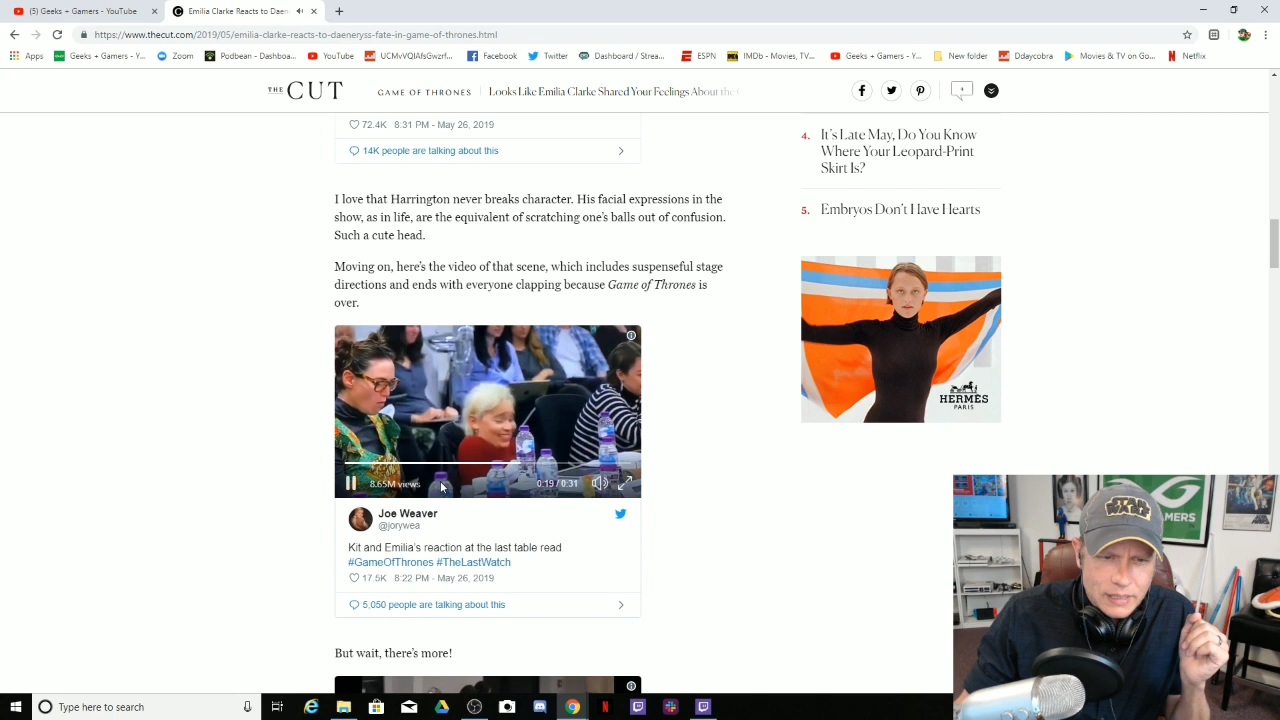 (5) Geeks + Gamers - YouTube
Emilia Clarke Reacts to Daen
https://www.thecut.com/2019/05/emilia-clarke-reacts-to-daeneryss-fate-in-game-of-thrones.html
Apps
Geeks + Gamers - Y...
Zoom
Podbean - Dashboard
YouTube
UCMvVQIAfsGwzrf...
Facebook
Twitter
Dashboard / Strea...
ESPN
IMDb - Movies, TV...
Geeks + Gamers - Y...
New folder
Ddaycobra
Movies & TV on Go...
Netflix
THE CUT
GAME OF THRONES
Looks Like Emilia Clarke Shared Your Feelings About the
72.4K 8:31 PM - May 26, 2019
14K people are talking about this
I love that Harrington never breaks character. His facial expressions in the
show, as in life, are the equivalent of scratching one's balls out of confusion.
Such a cute head.
Moving on, here's the video of that scene, which includes suspenseful stage
directions and ends with everyone clapping because Game of Thrones is
over.
8.65M views
0:19 / 0:31
Joe Weaver
@jorywea
Kit and Emilia's reaction at the last table read
#GameOfThrones #TheLastWatch
17.5K 8:22 PM - May 26, 2019
5,050 people are talking about this
But wait, there's more!
4. It's Late May, Do You Know
Where Your Leopard-Print
Skirt Is?
5. Embryos Don't Have Hearts
HERMÈS
PARIS
AMERS
Type here to search